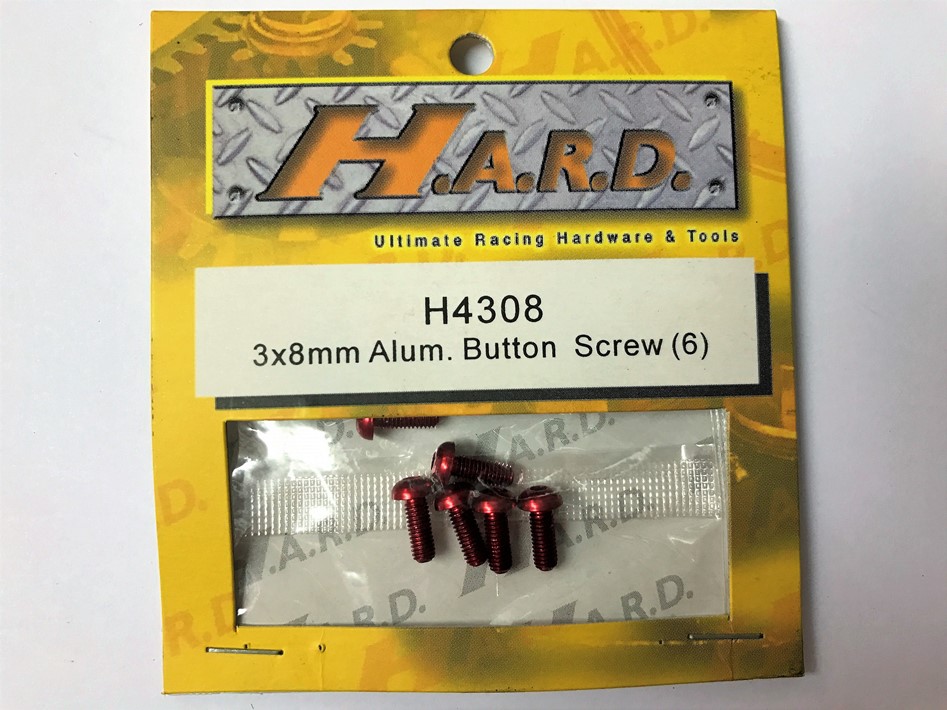 H.A.R.D.
Ultimate Racing Hardware & Tools
H4308
3x8mm Alum. Button Screw (6)
H.A.R.D.
H.A.R.D.
H.A.R.D.
H.A.R.D.